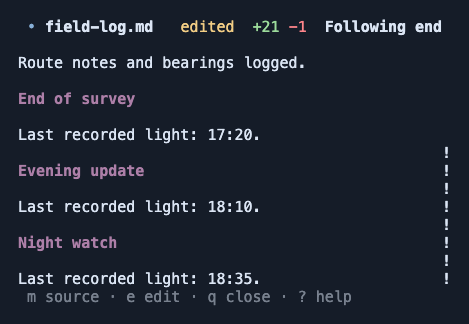 • field-log.md edited +21 −1 Following end
Route notes and bearings logged.
End of survey
Last recorded light: 17:20.
!
Evening update !
!
Last recorded light: 18:10. !
!
Night watch !
!
Last recorded light: 18:35. !
m source · e edit · q close · ? help